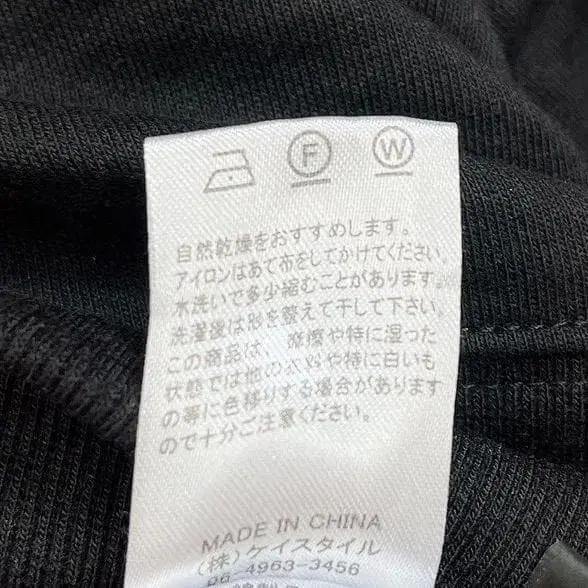 F W
自然乾燥をおすすめします。
アイロンはあて布をしてかけてください。
水洗いで多少縮むことがあります。
洗濯後は形を整えて干して下さい。
この商品は、摩擦や特に湿った
状態では他の衣料や特に白いも
の等に色移りする場合があります
ので十分ご注意ください。
MADE IN CHINA
(株)ケイスタイル
06-4963-3456